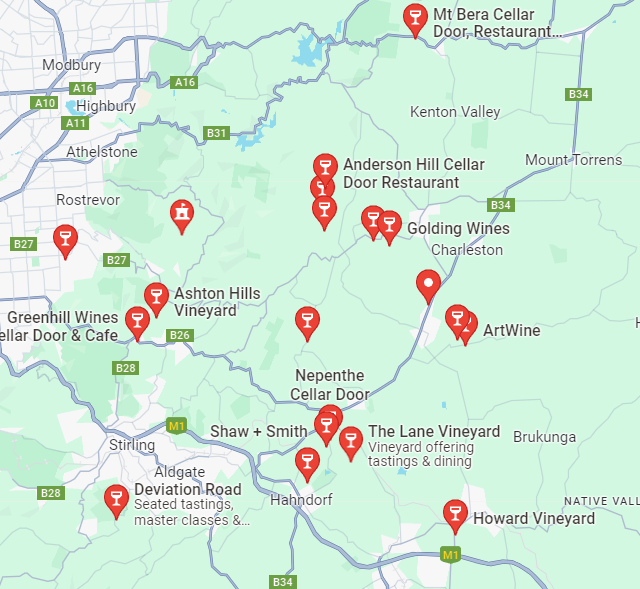 Mt Bera Cellar
Door, Restaurant...
Modbury
A16
A16
A10
Highbury
B34
A11
Kenton Valley
B31
Athelstone
Mount Torrens
Anderson Hill Cellar
Door Restaurant
Rostrevor
B34
B27
Golding Wines
Charleston
B27
Ashton Hills
Vineyard
Greenhill Wines
ellar Door & Cafe
B26
ArtWine
B28
Nepenthe
Cellar Door
M1
Shaw + Smith
The Lane Vineyard
Vineyard offering
tastings & dining
Brukunga
Stirling
Aldgate
B28
Deviation Road
Seated tastings,
master classes &...
Hahndorf
NATIVE VALL
Howard Vineyard
M1
B34